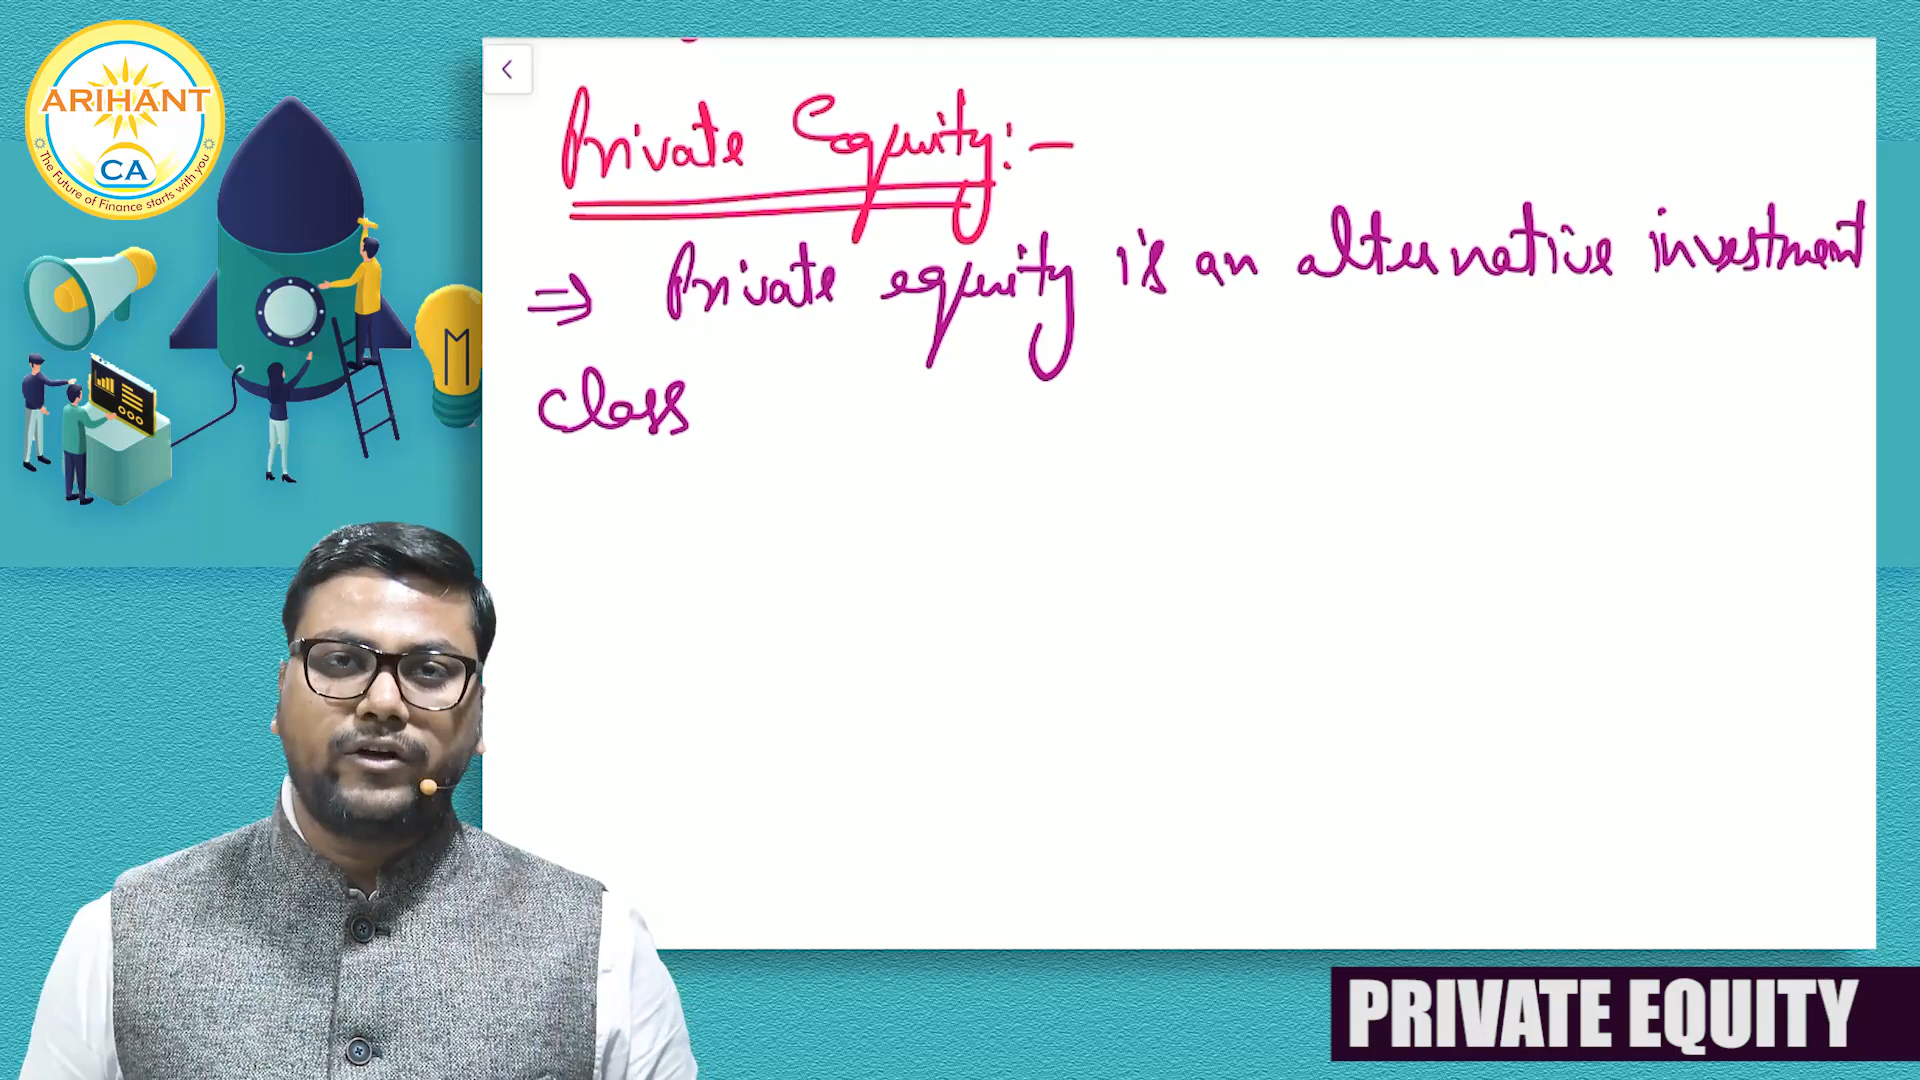 ARIHANT
CA
The Future of Finance starts with you
Private Equity:-
⇒ Private equity is an alternative investment
class
PRIVATE EQUITY